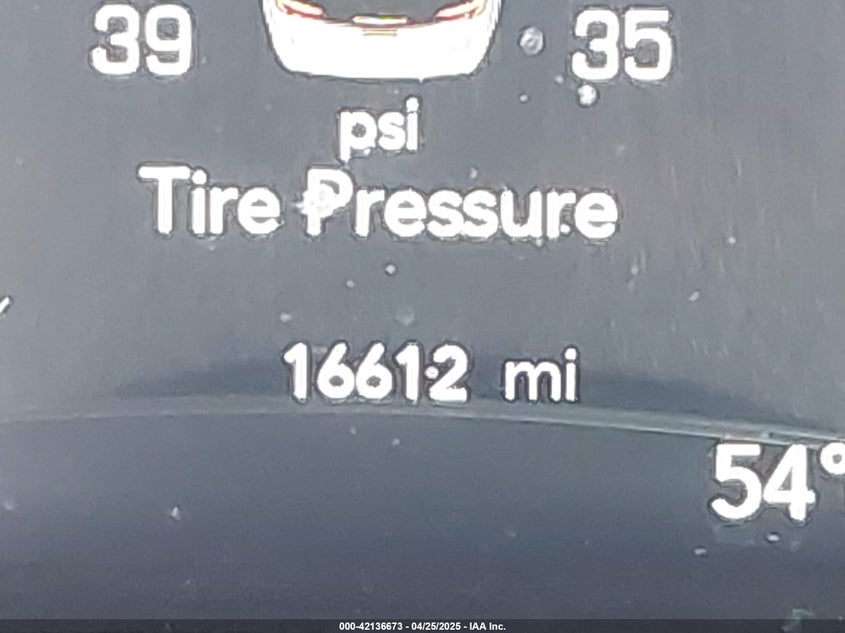 39 35
psi
Tire Pressure
16612 mi
54°
000-42136673 - 04/25/2025 - IAA Inc.